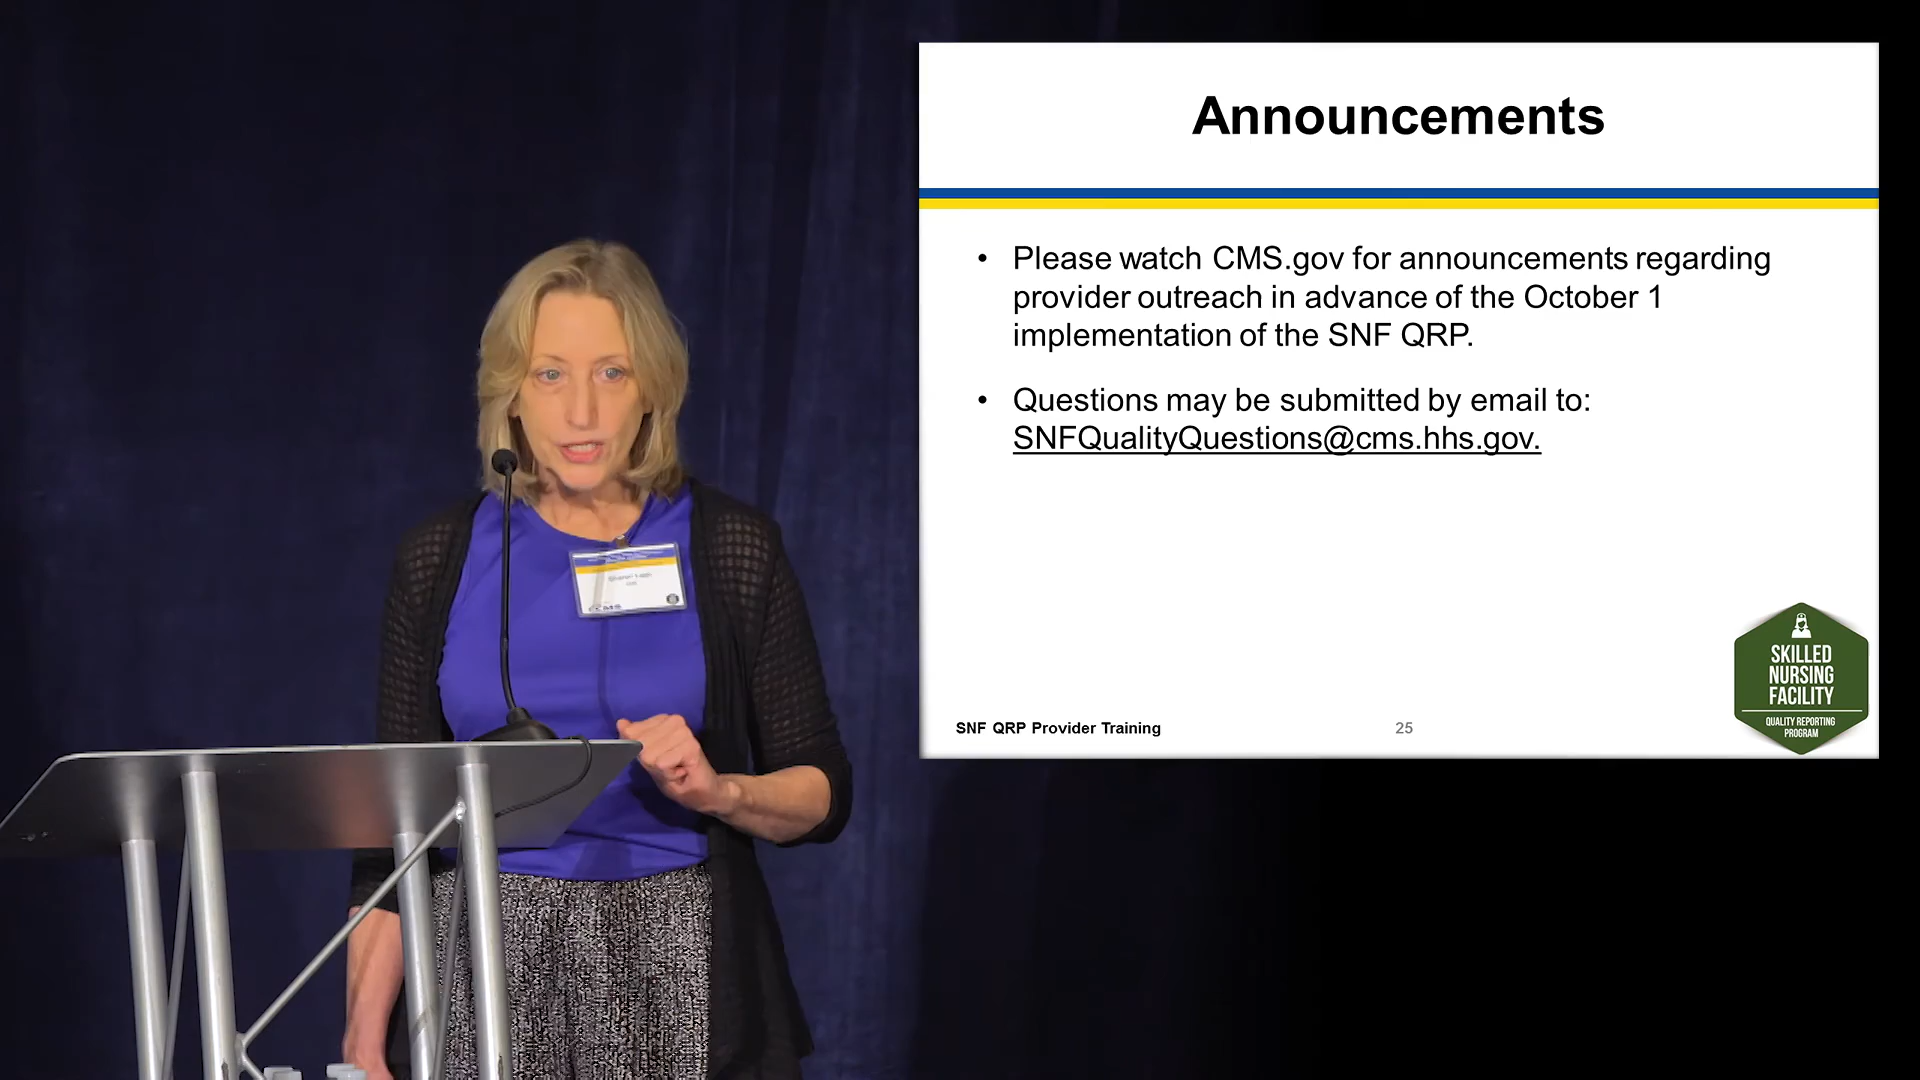 Announcements
• Please watch CMS.gov for announcements regarding
provider outreach in advance of the October 1
implementation of the SNF QRP.
• Questions may be submitted by email to:
SNFQualityQuestions@cms.hhs.gov.
SKILLED
NURSING
FACILITY
QUALITY REPORTING
PROGRAM
SNF QRP Provider Training
25
CMS